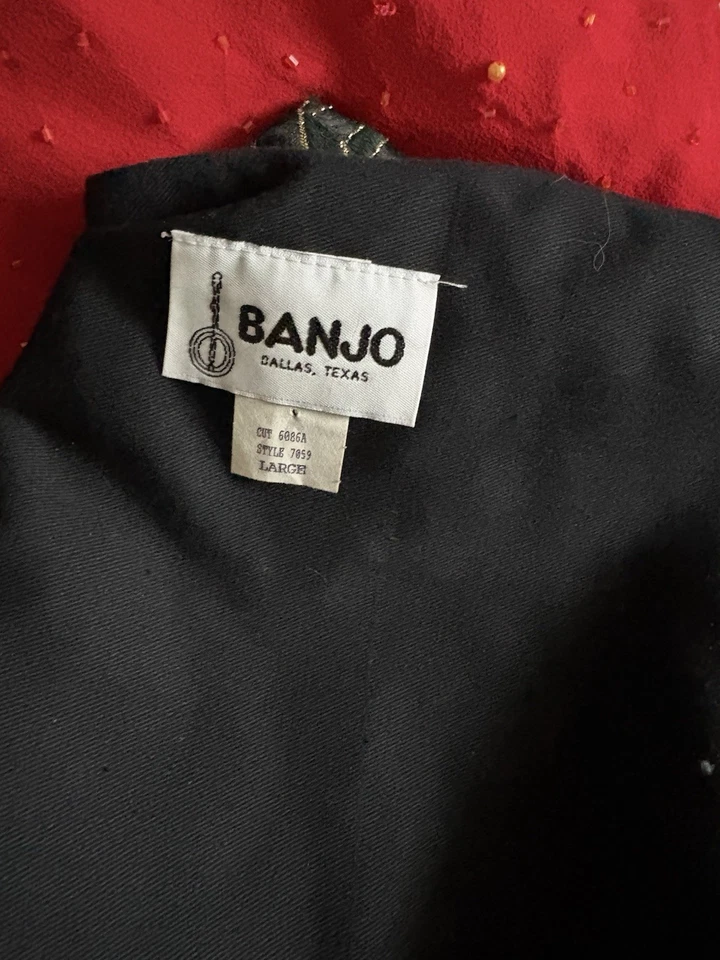 BANJO
DALLAS, TEXAS
CUT 6086A
STYLE 7059
LARGE